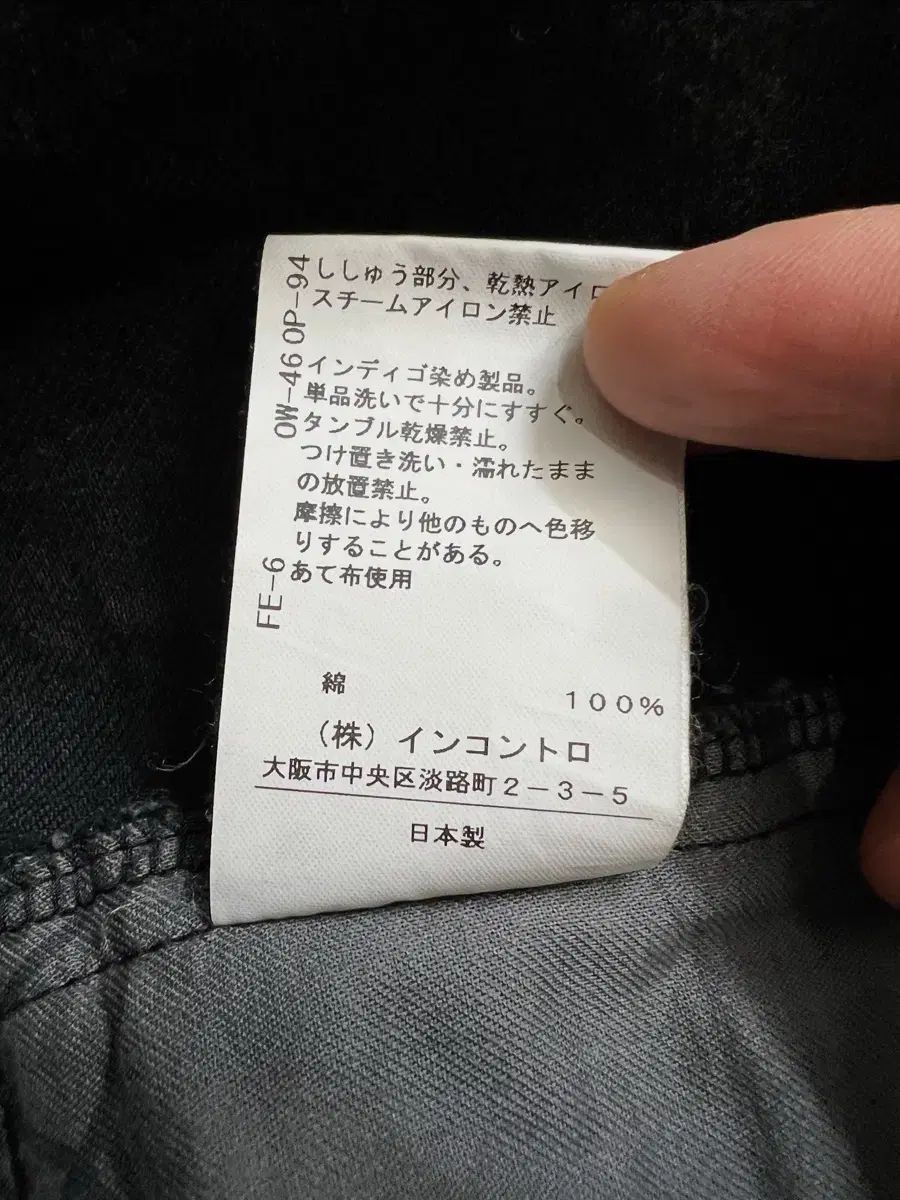 ししゅう部分、乾熱アイロ
スチームアイロン禁止
インディゴ染め製品。
単品洗いで十分にすすぐ。
タンブル乾燥禁止。
つけ置き洗い・濡れたまま
の放置禁止。
摩擦により他のものへ色移
りすることがある。
あて布使用
OP-94
OW-46
FE-6
綿 100%
(株)インコントロ
大阪市中央区淡路町2-3-5
日本製